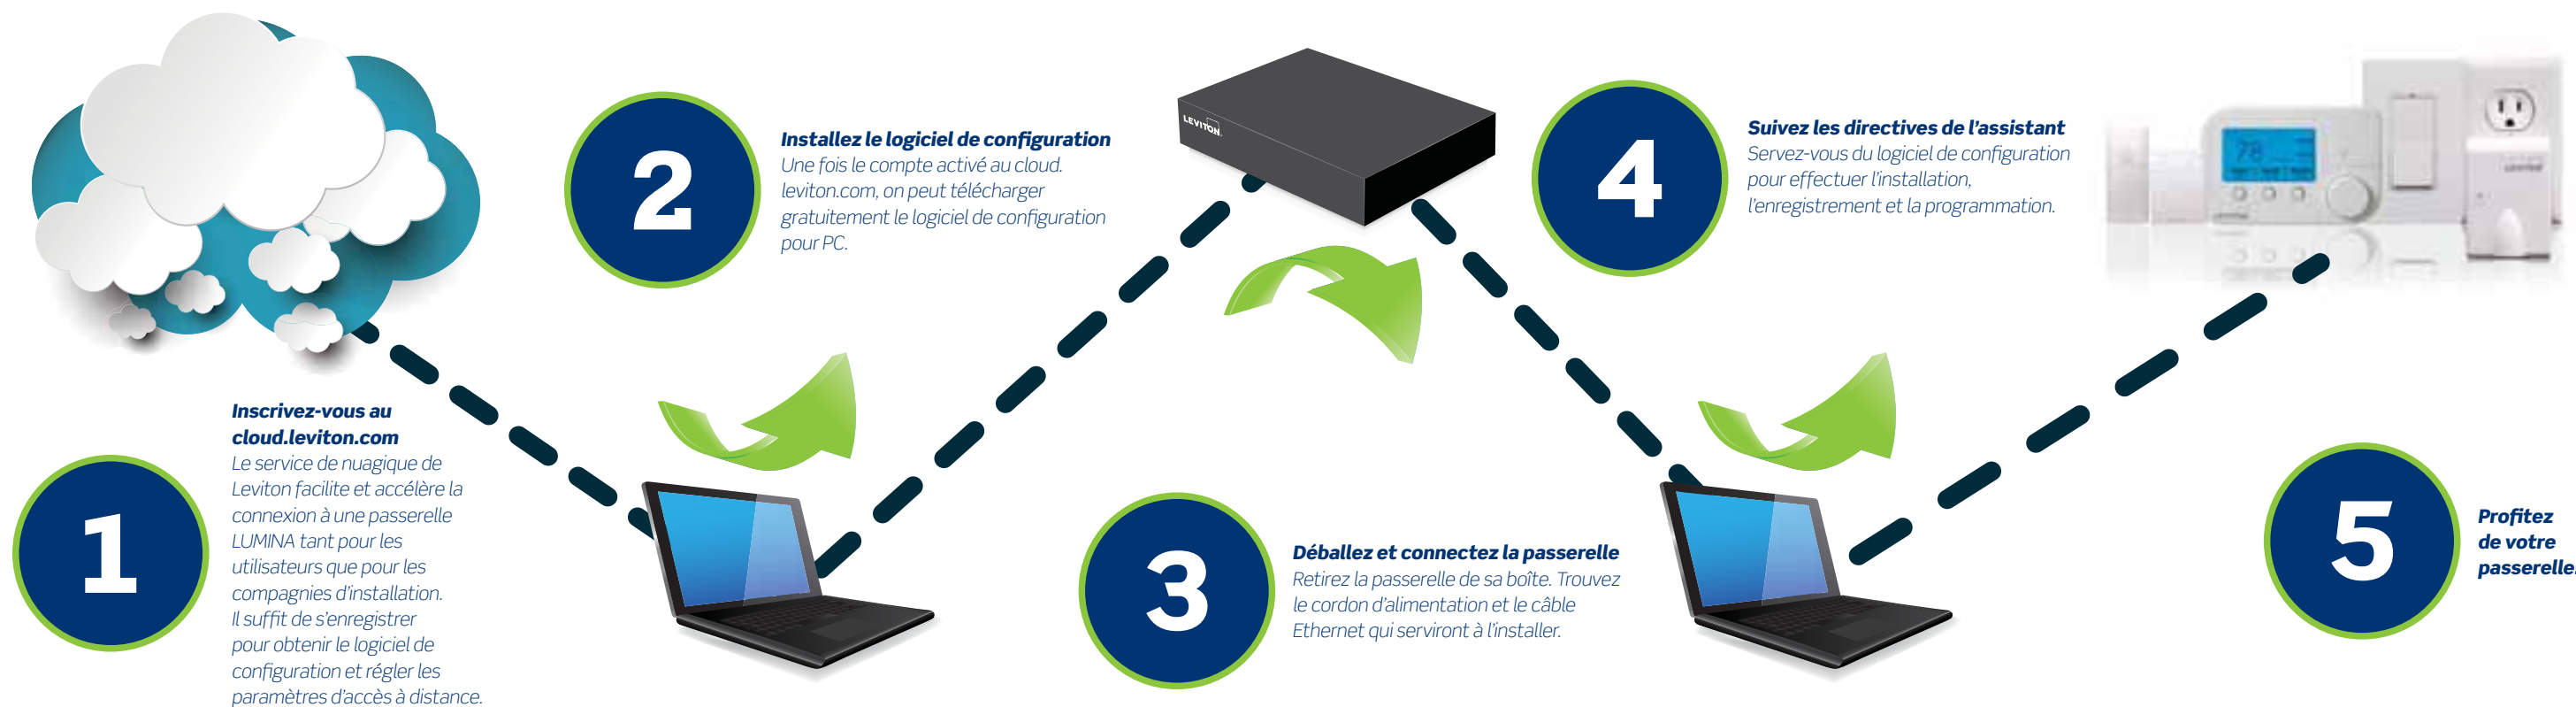 1
Inscrivez-vous au
cloud.leviton.com
Le service de nuagique de
Leviton facilite et accélère la
connexion à une passerelle
LUMINA tant pour les
utilisateurs que pour les
compagnies d'installation.
Il suffit de s'enregistrer
pour obtenir le logiciel de
configuration et régler les
paramètres d'accès à distance.
2
Installez le logiciel de configuration
Une fois le compte activé au cloud.
leviton.com, on peut télécharger
gratuitement le logiciel de configuration
pour PC.
LEVITON
3
Déballez et connectez la passerelle
Retirez la passerelle de sa boîte. Trouvez
le cordon d'alimentation et le câble
Ethernet qui serviront à l'installer.
4
Suivez les directives de l'assistant
Servez-vous du logiciel de configuration
pour effectuer l'installation,
l'enregistrement et la programmation.
78
5
Profitez
de votre
passerelle.